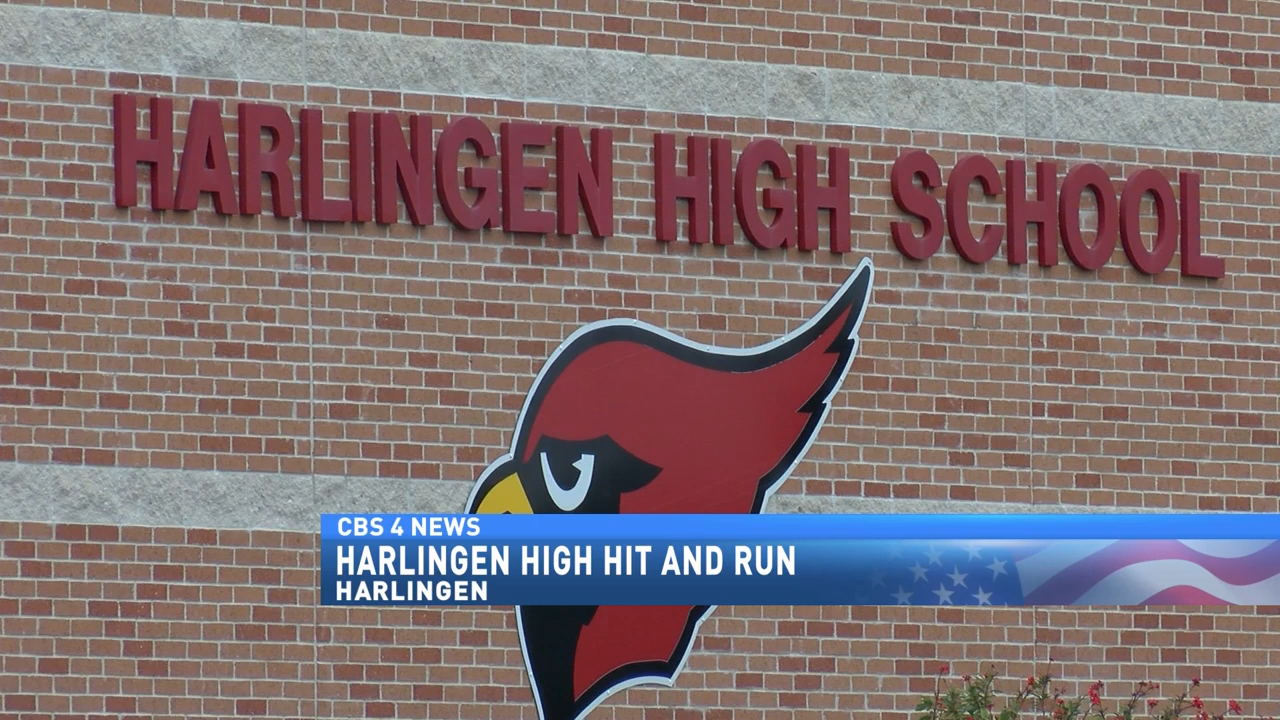 HARLINGEN HIGH SCHOOL
CBS 4 NEWS
HARLINGEN HIGH HIT AND RUN
HARLINGEN